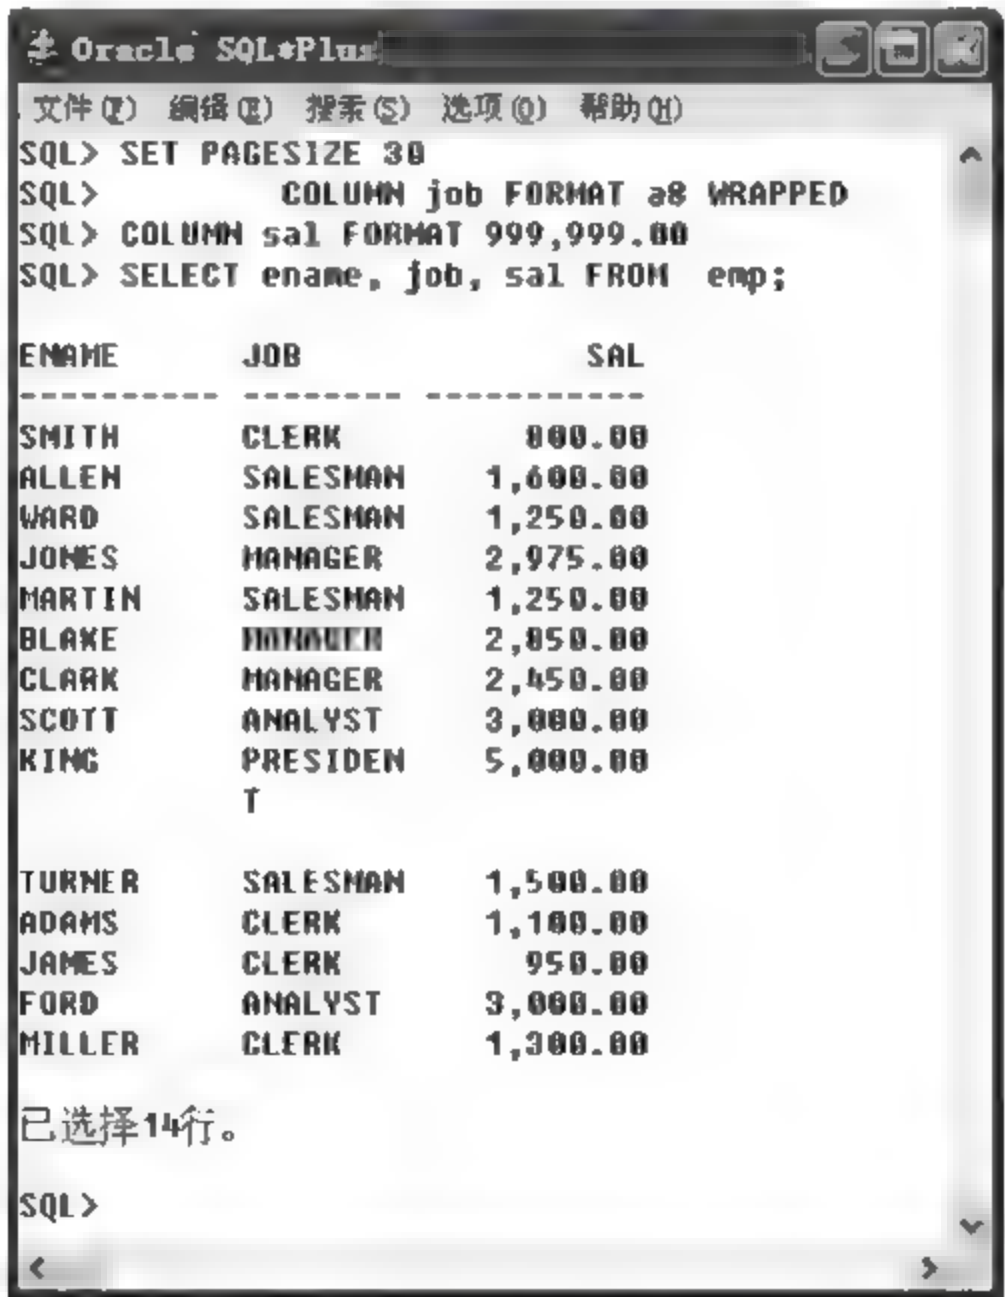 Oracle SQL*Plus
文件(F) 编辑(E) 搜索(S) 选项(O) 帮助(H)
SQL> SET PAGESIZE 30
SQL> COLUMN job FORMAT a8 WRAPPED
SQL> COLUMN sal FORMAT 999,999.00
SQL> SELECT ename, job, sal FROM emp;
ENAME JOB SAL
---------- -------- -----------
SMITH CLERK 800.00
ALLEN SALESMAN 1,600.00
WARD SALESMAN 1,250.00
JONES MANAGER 2,975.00
MARTIN SALESMAN 1,250.00
BLAKE MANAGER 2,850.00
CLARK MANAGER 2,450.00
SCOTT ANALYST 3,000.00
KING PRESIDEN 5,000.00
T
TURNER SALESMAN 1,500.00
ADAMS CLERK 1,100.00
JAMES CLERK 950.00
FORD ANALYST 3,000.00
MILLER CLERK 1,300.00
已选择14行。
SQL>